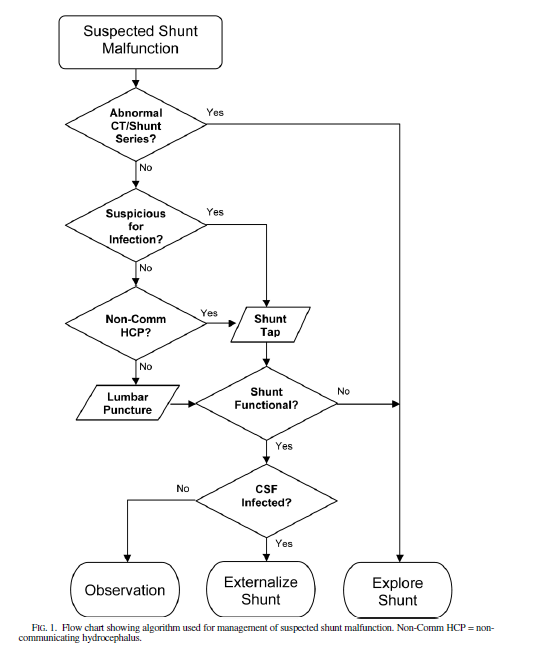 Suspected Shunt
Malfunction
Abnormal
CT/Shunt
Series?
Yes
No
Suspicious
for
Infection?
Yes
No
Non-Comm
HCP?
Yes
No
Shunt
Tap
Lumbar
Puncture
Shunt
Functional?
No
Yes
CSF
Infected?
No
Yes
Observation
Externalize
Shunt
Explore
Shunt
FIG. 1. Flow chart showing algorithm used for management of suspected shunt malfunction. Non-Comm HCP = non-
communicating hydrocephalus.